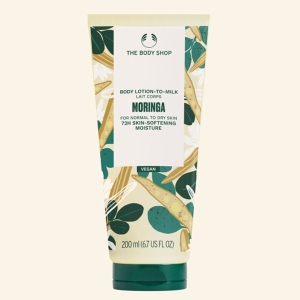 THE BODY SHOP
BODY LOTION-TO-MILK
LAIT CORPS
MORINGA
FOR NORMAL TO DRY SKIN
72H SKIN-SOFTENING
MOISTURE
VEGAN
200 ml (6.7 US FL OZ)